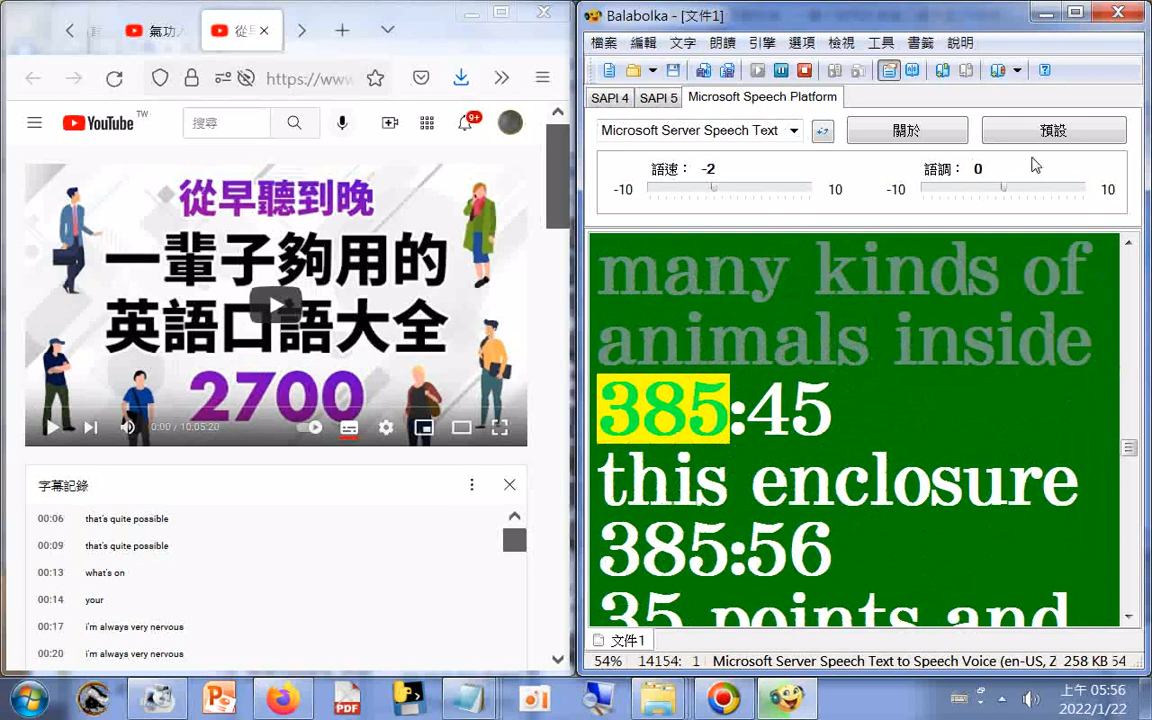 氣功
從
https://www
YouTube TW
搜尋
9+
從早聽到晚
一輩子夠用的
英語口語大全
2700
0:00 / 10:05:20
字幕記錄
00:06 that's quite possible
00:09 that's quite possible
00:13 what's on
00:14 your
00:17 i'm always very nervous
00:20 i'm always very nervous
Balabolka - [文件1]
檔案 編輯 文字 朗讀 引擎 選項 檢視 工具 書籤 說明
SAPI 4 SAPI 5 Microsoft Speech Platform
Microsoft Server Speech Text 關於 預設
語速： -2 語調： 0
-10 10 -10 10
many kinds of
animals inside
385:45
this enclosure
385:56
35 points and
文件1
54% 14154: 1 Microsoft Server Speech Text to Speech Voice (en-US, Z 258 KB 54
PDF
上午 05:56
2022/1/22